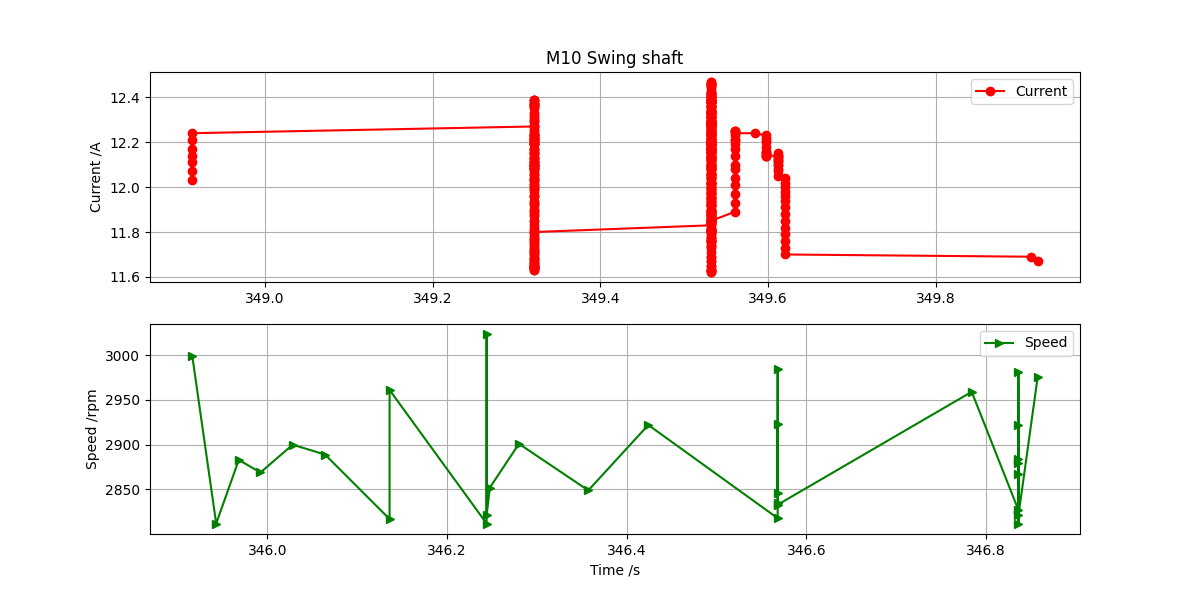 M10 Swing shaft
Current /A
12.4
12.2
12.0
11.8
11.6
Current
349.0 349.2 349.4 349.6 349.8
Speed /rpm
3000
2950
2900
2850
Speed
346.0 346.2 346.4 346.6 346.8
Time /s